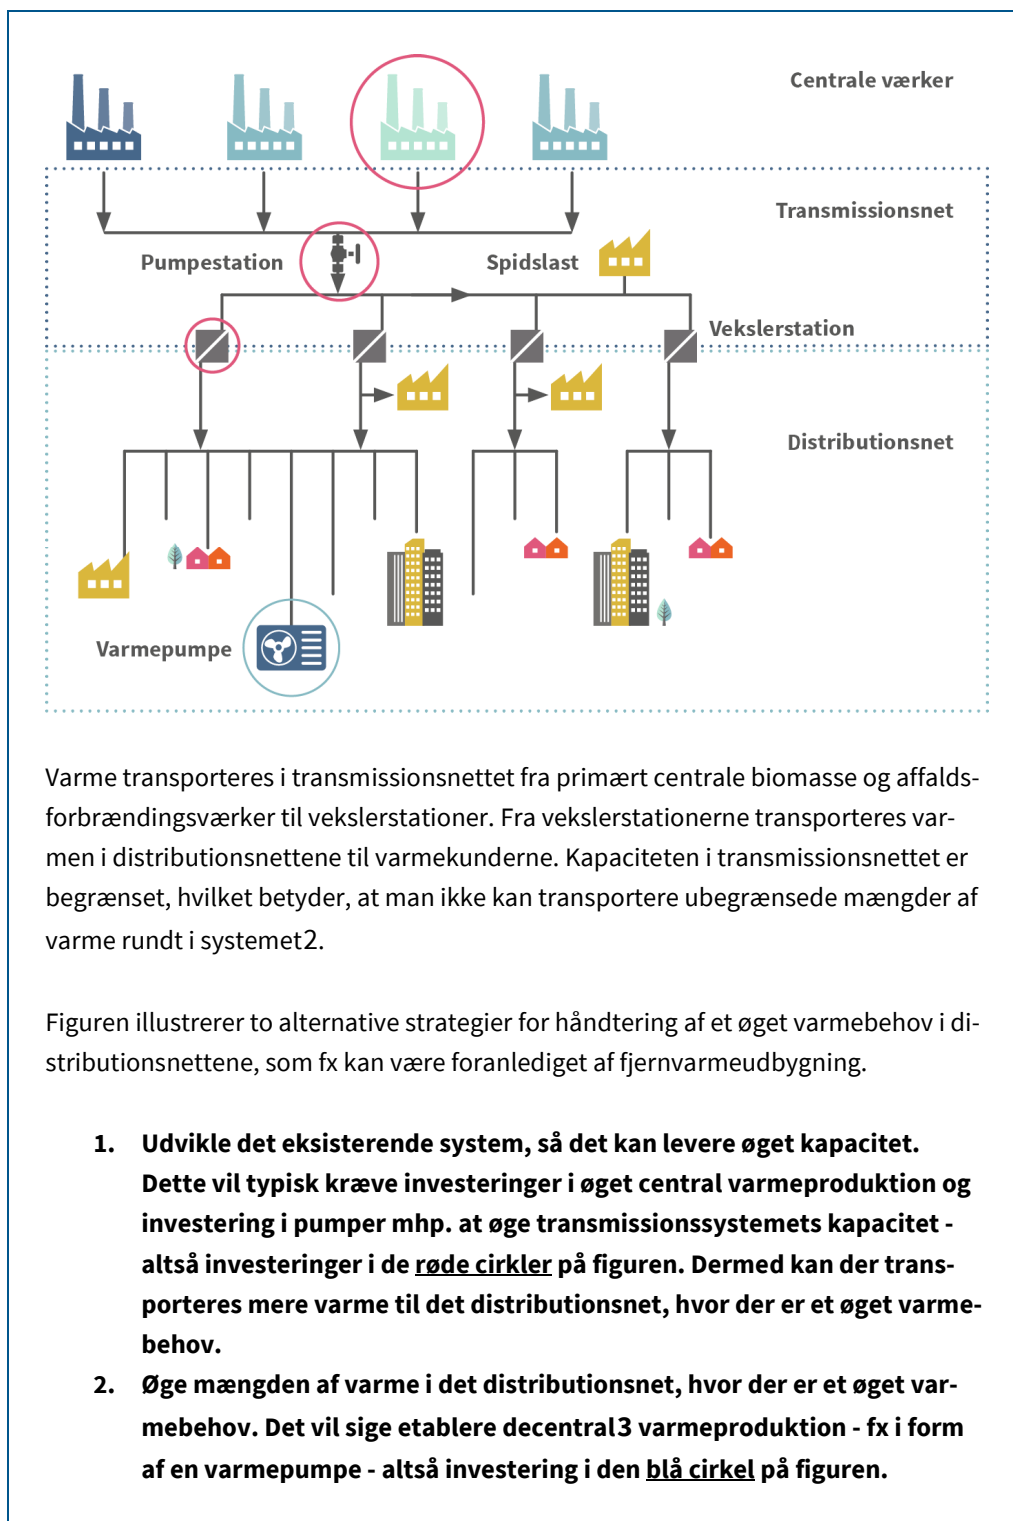 Centrale værker
Transmissionsnet
Pumpestation
Spidslast
Vekslerstation
Distributionsnet
Varmepumpe
Varme transporteres i transmissionsnettet fra primært centrale biomasse og affalds-
forbrændingsværker til vekslerstationer. Fra vekslerstationerne transporteres var-
men i distributionsnettene til varmekunderne. Kapaciteten i transmissionsnettet er
begrænset, hvilket betyder, at man ikke kan transportere ubegrænsede mængder af
varme rundt i systemet2.
Figuren illustrerer to alternative strategier for håndtering af et øget varmebehov i di-
stributionsnettene, som fx kan være foranlediget af fjernvarmeudbygning.
1. Udvikle det eksisterende system, så det kan levere øget kapacitet.
Dette vil typisk kræve investeringer i øget central varmeproduktion og
investering i pumper mhp. at øge transmissionssystemets kapacitet -
altså investeringer i de røde cirkler på figuren. Dermed kan der trans-
porteres mere varme til det distributionsnet, hvor der er et øget varme-
behov.
2. Øge mængden af varme i det distributionsnet, hvor der er et øget var-
mebehov. Det vil sige etablere decentral3 varmeproduktion - fx i form
af en varmepumpe - altså investering i den blå cirkel på figuren.